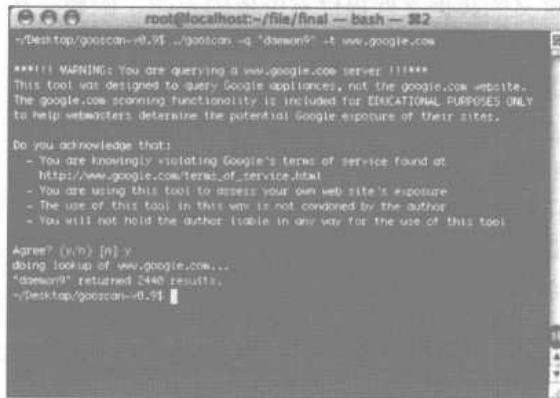 root@localhost:~/file/final — bash — ⌘2
~/Desktop/gooscan-v0.9$ ./gooscan -q "daemon9" -t www.google.com
***!!! WARNING: You are querying a www.google.com server !!!***
This tool was designed to query Google appliances, not the google.com website.
The google.com scanning functionality is included for EDUCATIONAL PURPOSES ONLY
to help webmasters determine the potential Google exposure of their sites.
Do you acknowledge that:
- You are knowingly violating Google's terms of service found at
http://www.google.com/terms_of_service.html
- You are using this tool to assess your own web site's exposure
- The use of this tool in this way is not condoned by the author
- You will not hold the author liable in any way for the use of this tool
Agree? (y/n) [n] y
doing lookup of www.google.com...
"daemon9" returned 2440 results.
~/Desktop/gooscan-v0.9$